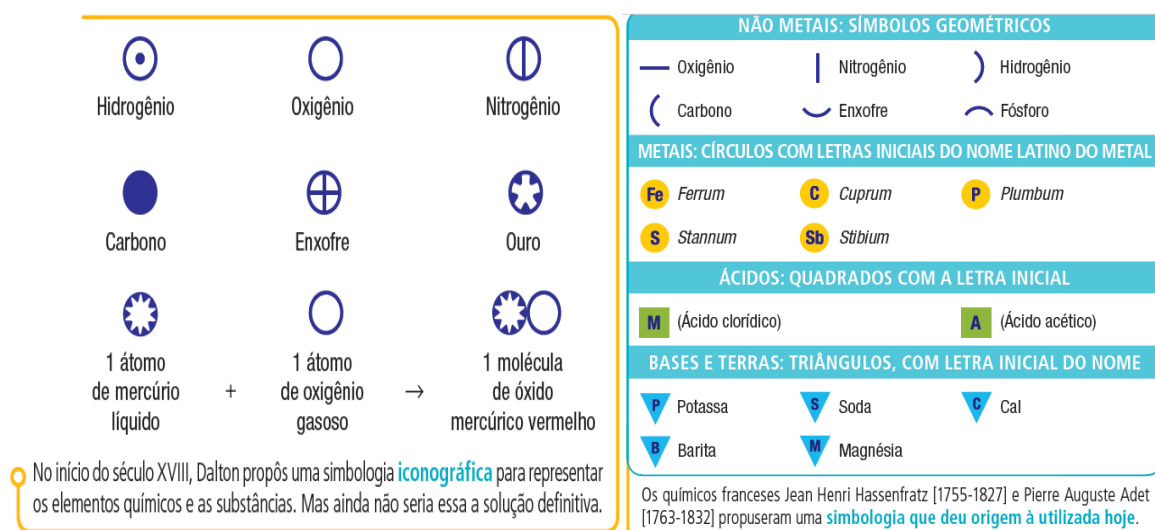 Hidrogênio Oxigênio Nitrogênio
Carbono Enxofre Ouro
1 átomo 1 átomo 1 molécula
de mercúrio + de oxigênio → de óxido
líquido gasoso mercúrico vermelho
No início do século XVIII, Dalton propôs uma simbologia iconográfica para representar
os elementos químicos e as substâncias. Mas ainda não seria essa a solução definitiva.
NÃO METAIS: SÍMBOLOS GEOMÉTRICOS
Oxigênio Nitrogênio Hidrogênio
Carbono Enxofre Fósforo
METAIS: CÍRCULOS COM LETRAS INICIAIS DO NOME LATINO DO METAL
Fe Ferrum C Cuprum P Plumbum
S Stannum Sb Stibium
ÁCIDOS: QUADRADOS COM A LETRA INICIAL
M (Ácido clorídico) A (Ácido acético)
BASES E TERRAS: TRIÂNGULOS, COM LETRA INICIAL DO NOME
P Potassa S Soda C Cal
B Barita M Magnésia
Os químicos franceses Jean Henri Hassenfratz [1755-1827] e Pierre Auguste Adet
[1763-1832] propuseram uma simbologia que deu origem à utilizada hoje.